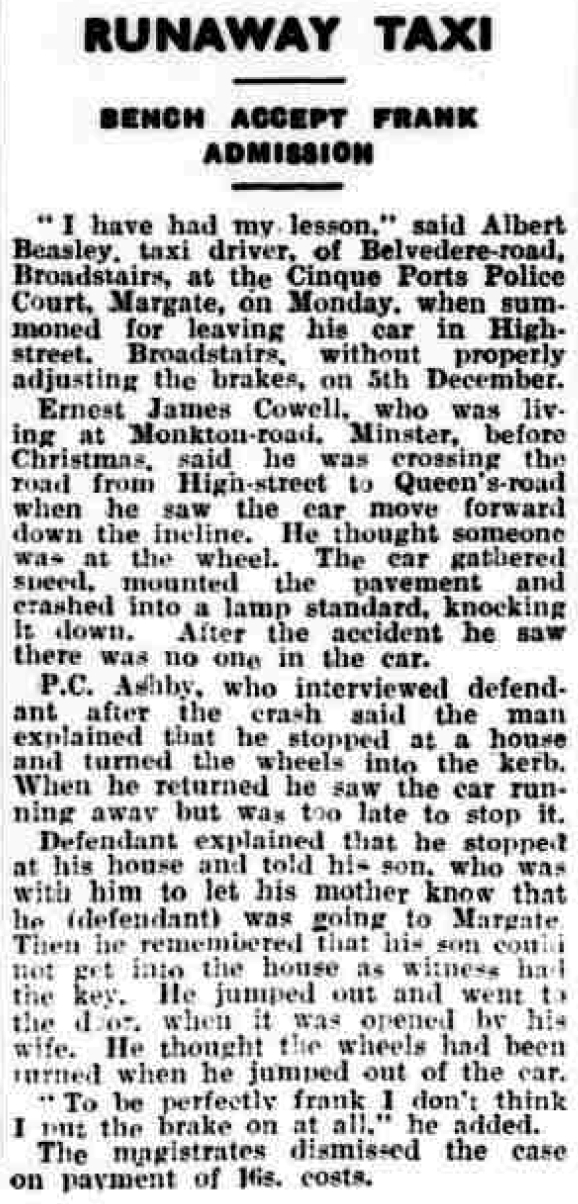 RUNAWAY TAXI
BENCH ACCEPT FRANK
ADMISSION
"I have had my lesson," said Albert
Beasley, taxi driver, of Belvedere-road,
Broadstairs, at the Cinque Ports Police
Court, Margate, on Monday, when sum-
moned for leaving his car in High-
street, Broadstairs, without properly
adjusting the brakes, on 5th December.
Ernest James Cowell, who was liv-
ing at Monkton-road, Minster, before
Christmas, said he was crossing the
road from High-street to Queen's-road
when he saw the car move forward
down the incline. He thought someone
was at the wheel. The car gathered
speed, mounted the pavement and
crashed into a lamp standard, knocking
it down. After the accident he saw
there was no one in the car.
P.C. Ashby, who interviewed defend-
ant after the crash said the man
explained that he stopped at a house
and turned the wheels into the kerb.
When he returned he saw the car run-
ning away but was too late to stop it.
Defendant explained that he stopped
at his house and told his son, who was
with him to let his mother know that
he (defendant) was going to Margate.
Then he remembered that his son could
not get into the house as witness had
the key. He jumped out and went to
the door, when it was opened by his
wife. He thought the wheels had been
turned when he jumped out of the car.
"To be perfectly frank I don't think
I put the brake on at all," he added.
The magistrates dismissed the case
on payment of 16s. costs.